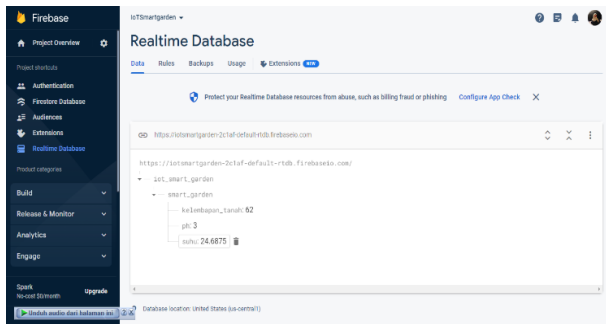 Firebase
Project Overview
Project shortcuts
Authentication
Firestore Database
Audiences
Extensions
Realtime Database
Product categories
Build
Release & Monitor
Analytics
Engage
Spark
No-cost $0/month
Upgrade
Unduh audio dari halaman ini
IoTSmartgarden
Realtime Database
Data Rules Backups Usage Extensions NEW
Protect your Realtime Database resources from abuse, such as billing fraud or phishing Configure App Check
https://iotsmartgarden-2c1af-default-rtdb.firebaseio.com
https://iotsmartgarden-2c1af-default-rtdb.firebaseio.com/
iot_smart_garden
smart_garden
kelembapan_tanah: 62
ph: 3
suhu: 24.6875
Database location: United States (us-central1)